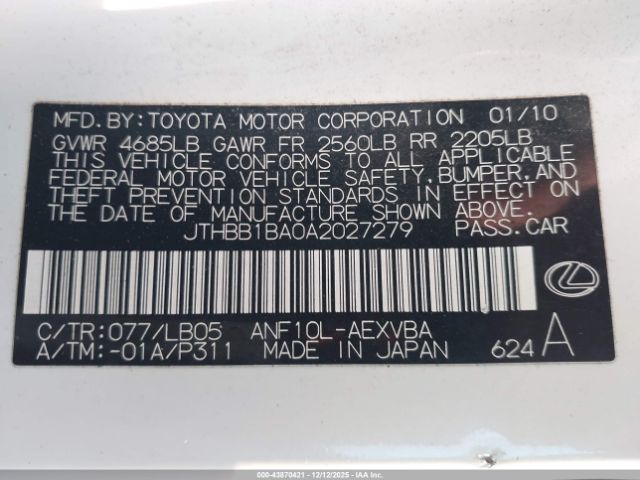 MFD.BY:TOYOTA MOTOR CORPORATION 01/10
GVWR 4685LB GAWR FR 2560LB RR 2205LB
THIS VEHICLE CONFORMS TO ALL APPLICABLE
FEDERAL MOTOR VEHICLE SAFETY,BUMPER,AND
THEFT PREVENTION STANDARDS IN EFFECT ON
THE DATE OF MANUFACTURE SHOWN ABOVE.
JTHBB1BA0A2027279 PASS.CAR
C/TR:077/LB05 ANF10L-AEXVBA
A/TM:-01A/P311 MADE IN JAPAN 624 A
000-43870421 - 12/12/2025 - IAA